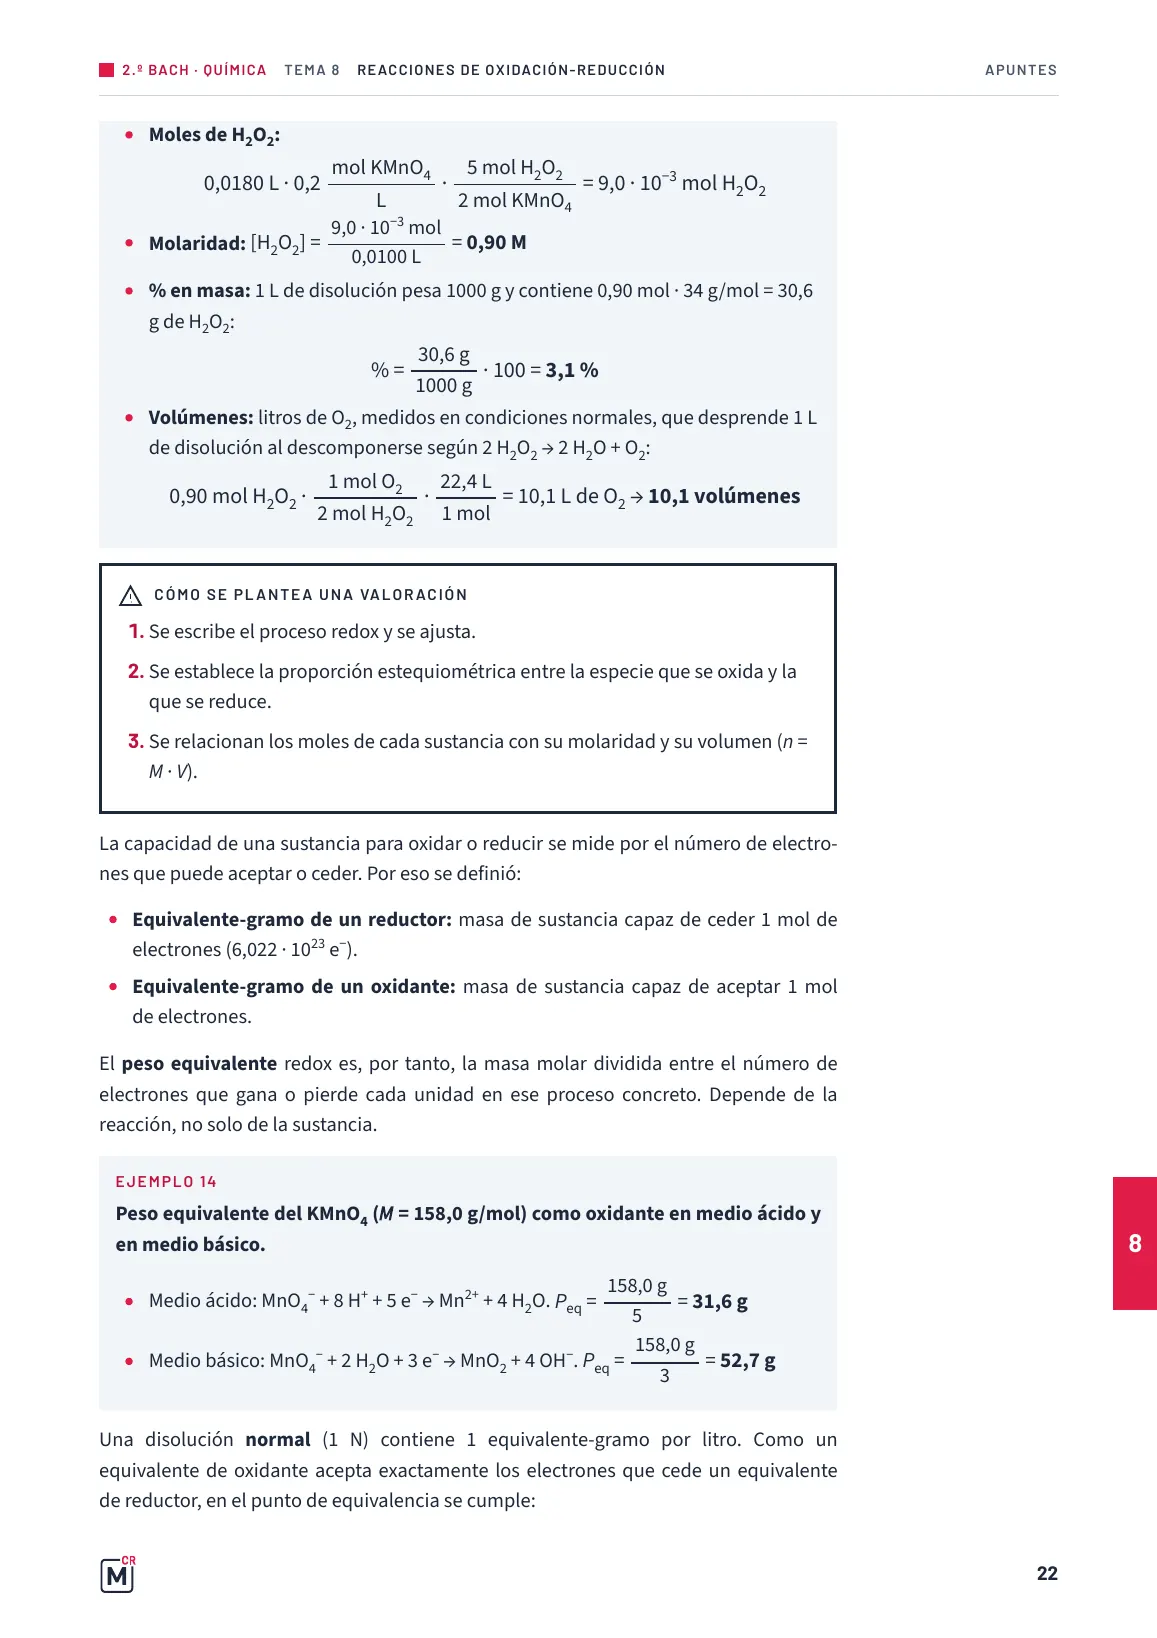 2.º BACH · QUÍMICA TEMA 8 REACCIONES DE OXIDACIÓN-REDUCCIÓN APUNTES
• Moles de H₂O₂:
0,0180 L · 0,2 mol KMnO₄ / L · 5 mol H₂O₂ / 2 mol KMnO₄ = 9,0 · 10⁻³ mol H₂O₂
• Molaridad: [H₂O₂] = 9,0 · 10⁻³ mol / 0,0100 L = 0,90 M
• % en masa: 1 L de disolución pesa 1000 g y contiene 0,90 mol · 34 g/mol = 30,6
g de H₂O₂:
% = 30,6 g / 1000 g · 100 = 3,1 %
• Volúmenes: litros de O₂, medidos en condiciones normales, que desprende 1 L
de disolución al descomponerse según 2 H₂O₂ → 2 H₂O + O₂:
0,90 mol H₂O₂ · 1 mol O₂ / 2 mol H₂O₂ · 22,4 L / 1 mol = 10,1 L de O₂ → 10,1 volúmenes
CÓMO SE PLANTEA UNA VALORACIÓN
1. Se escribe el proceso redox y se ajusta.
2. Se establece la proporción estequiométrica entre la especie que se oxida y la
que se reduce.
3. Se relacionan los moles de cada sustancia con su molaridad y su volumen (n =
M · V).
La capacidad de una sustancia para oxidar o reducir se mide por el número de electro-
nes que puede aceptar o ceder. Por eso se definió:
• Equivalente-gramo de un reductor: masa de sustancia capaz de ceder 1 mol de
electrones (6,022 · 10²³ e⁻).
• Equivalente-gramo de un oxidante: masa de sustancia capaz de aceptar 1 mol
de electrones.
El peso equivalente redox es, por tanto, la masa molar dividida entre el número de
electrones que gana o pierde cada unidad en ese proceso concreto. Depende de la
reacción, no solo de la sustancia.
EJEMPLO 14
Peso equivalente del KMnO₄ (M = 158,0 g/mol) como oxidante en medio ácido y
en medio básico.
• Medio ácido: MnO₄⁻ + 8 H⁺ + 5 e⁻ → Mn²⁺ + 4 H₂O. Peq = 158,0 g / 5 = 31,6 g
• Medio básico: MnO₄⁻ + 2 H₂O + 3 e⁻ → MnO₂ + 4 OH⁻. Peq = 158,0 g / 3 = 52,7 g
8
Una disolución normal (1 N) contiene 1 equivalente-gramo por litro. Como un
equivalente de oxidante acepta exactamente los electrones que cede un equivalente
de reductor, en el punto de equivalencia se cumple:
M CR
22